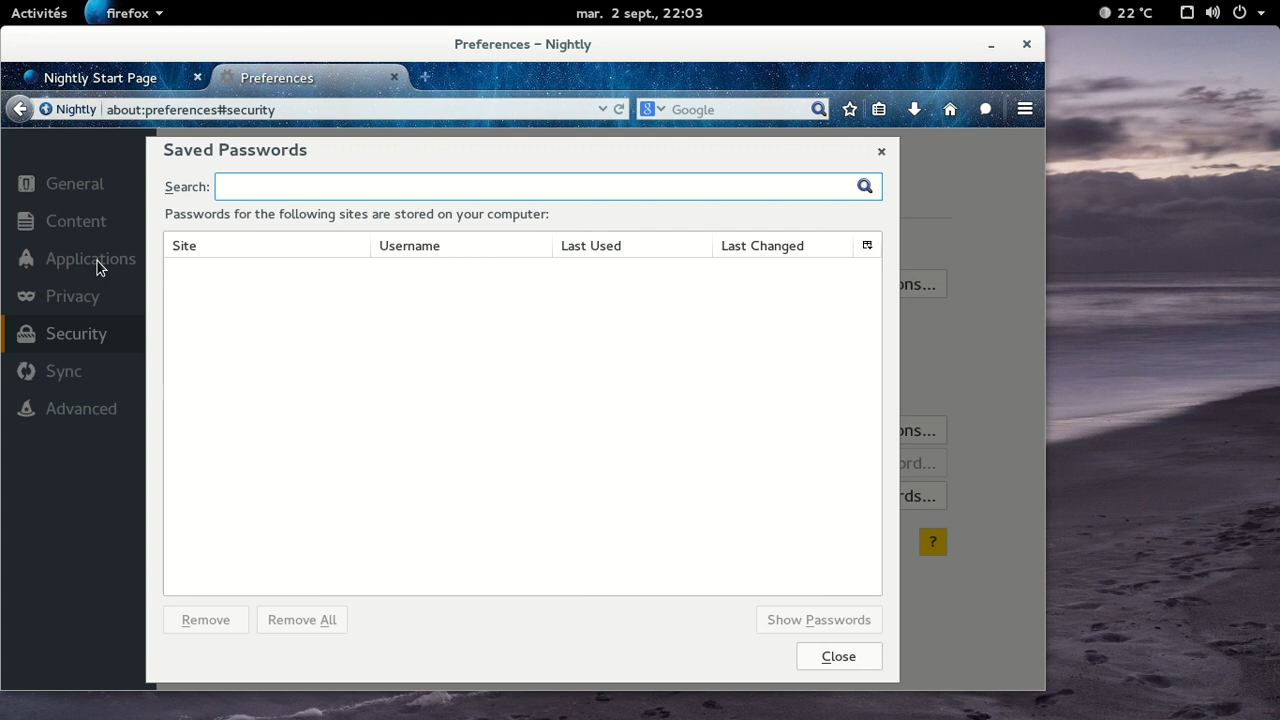 Activités firefox mar. 2 sept., 22:03 22 °C
Preferences – Nightly
Nightly Start Page Preferences
Nightly about:preferences#security Google
Saved Passwords
Search:
Passwords for the following sites are stored on your computer:
Site Username Last Used Last Changed
General
Content
Applications
Privacy
Security
Sync
Advanced
ons...
ons...
ord...
rds...
?
Remove Remove All Show Passwords
Close